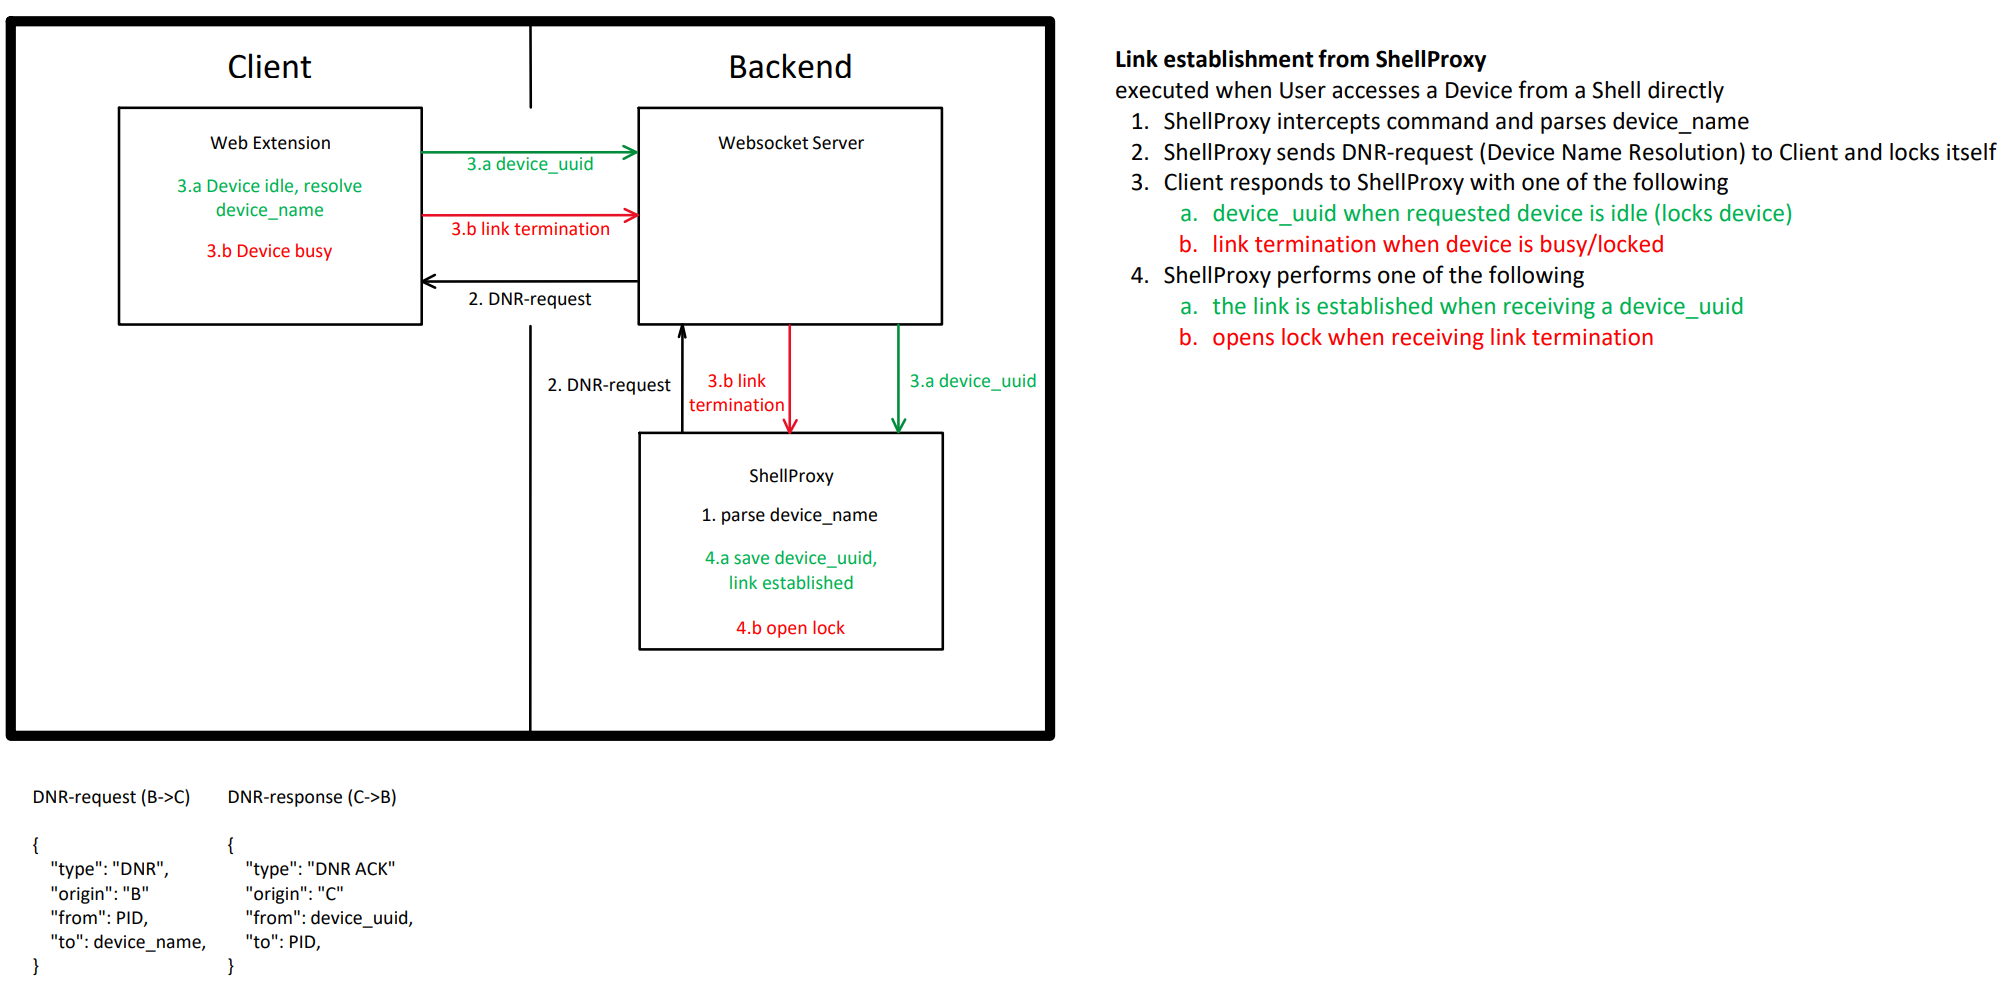 Client
Backend
Web Extension
3.a Device idle, resolve
device_name
3.b Device busy
3.a device_uuid
3.b link termination
2. DNR-request
Websocket Server
2. DNR-request
3.b link
termination
3.a device_uuid
ShellProxy
1. parse device_name
4.a save device_uuid,
link established
4.b open lock
Link establishment from ShellProxy
executed when User accesses a Device from a Shell directly
1. ShellProxy intercepts command and parses device_name
2. ShellProxy sends DNR-request (Device Name Resolution) to Client and locks itself
3. Client responds to ShellProxy with one of the following
a. device_uuid when requested device is idle (locks device)
b. link termination when device is busy/locked
4. ShellProxy performs one of the following
a. the link is established when receiving a device_uuid
b. opens lock when receiving link termination
DNR-request (B->C)
{
"type": "DNR",
"origin": "B"
"from": PID,
"to": device_name,
}
DNR-response (C->B)
{
"type": "DNR ACK"
"origin": "C"
"from": device_uuid,
"to": PID,
}